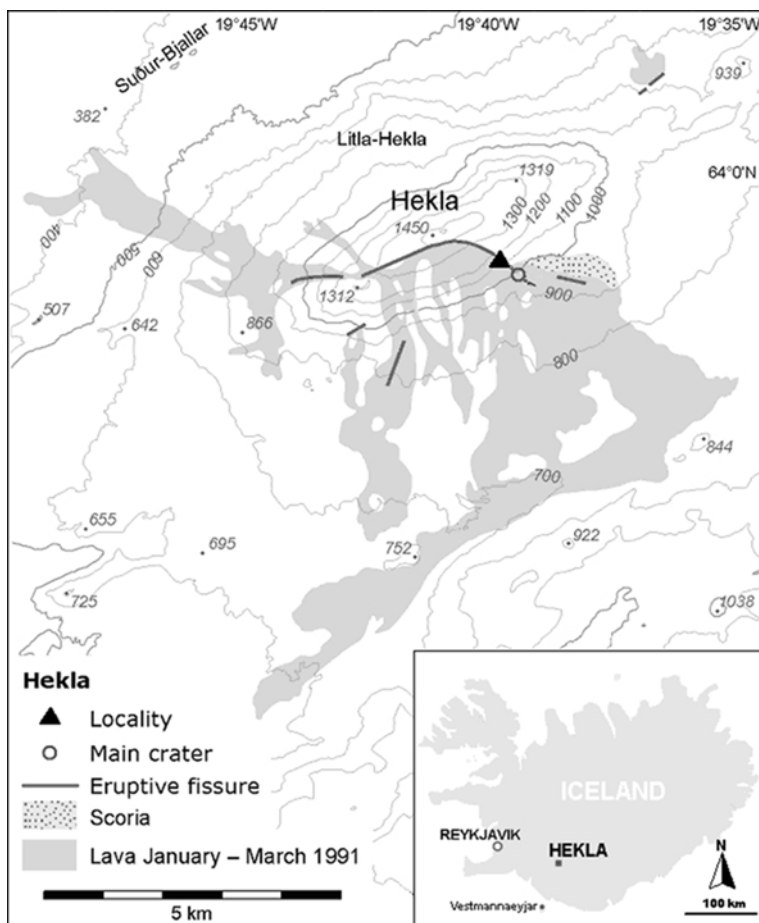 19°45'W 19°40'W 19°35'W
Suður-Bjallar
939
382
Litla-Hekla
64°0'N
1319
Hekla
1300
1200
1100
1000
1450
400
500
600
1312
900
507
642
866
800
844
700
655
695
752
922
725
1038
Hekla
Locality
Main crater
Eruptive fissure
Scoria
Lava January – March 1991
5 km
ICELAND
REYKJAVIK
HEKLA
N
Vestmannaeyjar
100 km